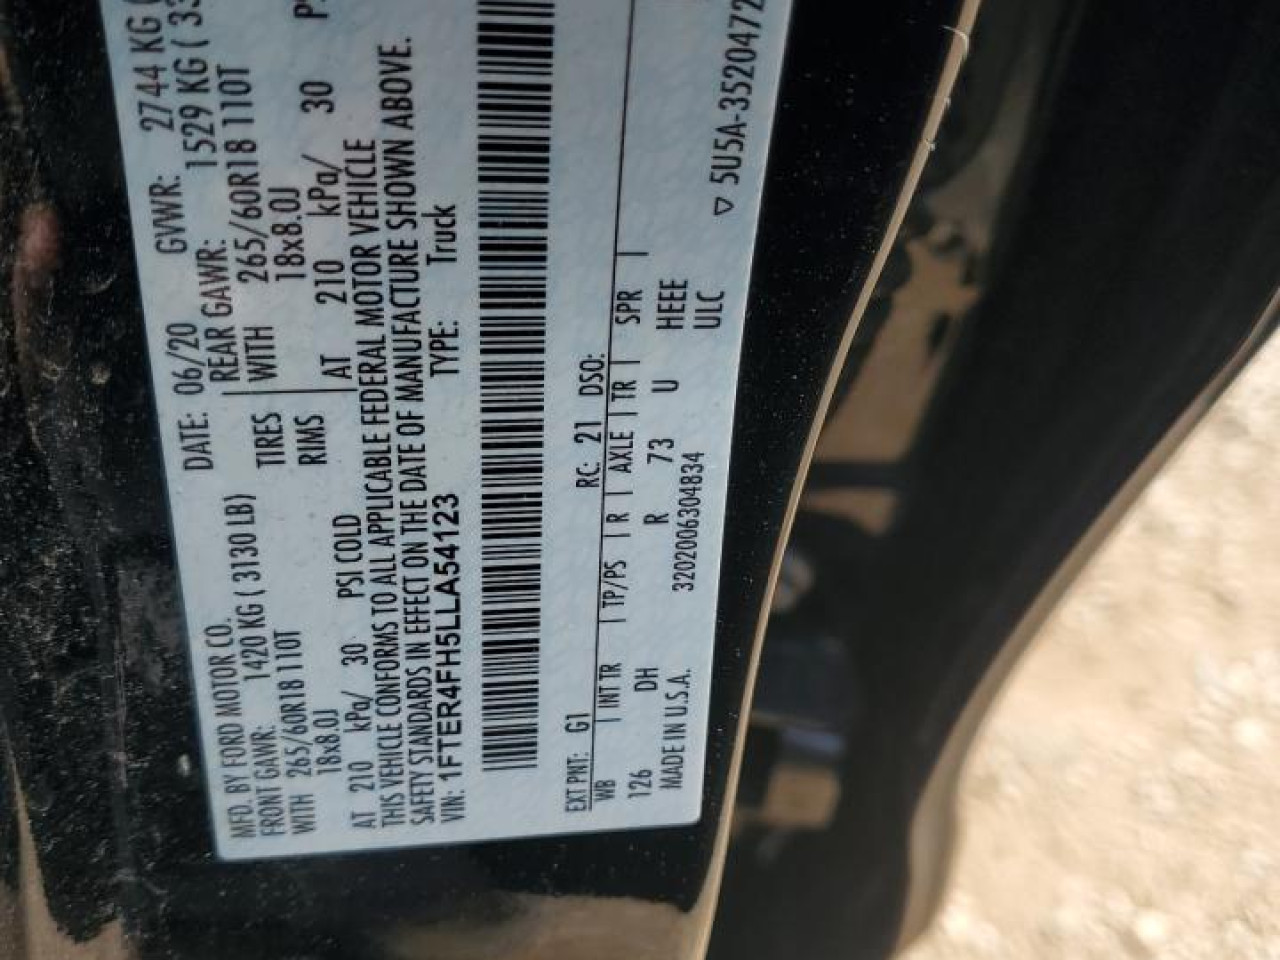 MFD. BY FORD MOTOR CO.
DATE: 06/20 GVWR: 2744 KG (
FRONT GAWR: 1420 KG ( 3130 LB) REAR GAWR: 1529 KG ( 33
WITH 265/60R18 110T TIRES WITH 265/60R18 110T
18x8.0J RIMS 18x8.0J
AT 210 kPa/ 30 PSI COLD AT 210 kPa/ 30
THIS VEHICLE CONFORMS TO ALL APPLICABLE FEDERAL MOTOR VEHICLE
SAFETY STANDARDS IN EFFECT ON THE DATE OF MANUFACTURE SHOWN ABOVE.
VIN: 1FTER4FH5LLA54123 TYPE: Truck
EXT PNT: G1 RC: 21 DSO:
WB | INT TR | TP/PS | R | AXLE | TR | SPR |
126 DH R 73 U HEEE
MADE IN U.S.A. 3202006304834 ULC
▽ 5U5A-3520472